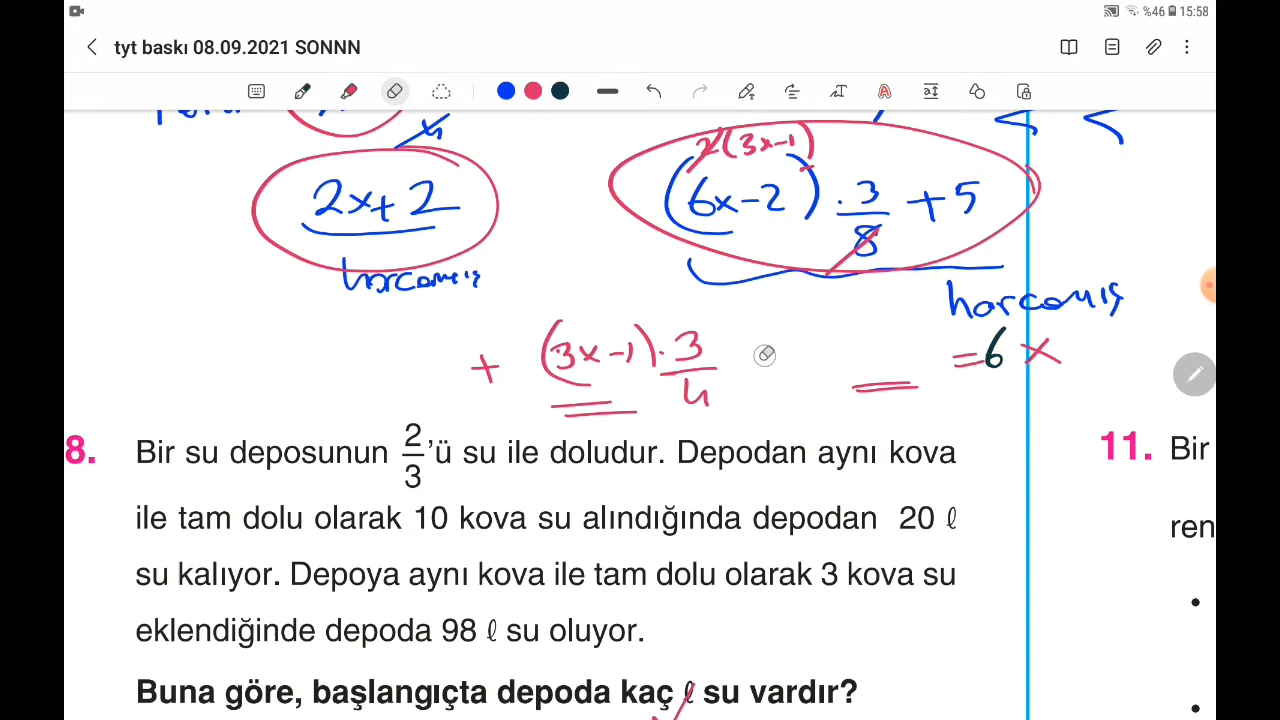 %46 15:58
tyt baskı 08.09.2021 SONNN
2(3x-1)
2x+2
(6x-2) . 3/8 + 5
harcamış
harcamış
+ (3x-1) . 3/4 = 6x
8. Bir su deposunun 2/3 'ü su ile doludur. Depodan aynı kova
ile tam dolu olarak 10 kova su alındığında depodan 20 ℓ
su kalıyor. Depoya aynı kova ile tam dolu olarak 3 kova su
eklendiğinde depoda 98 ℓ su oluyor.
Buna göre, başlangıçta depoda kaç ℓ su vardır?
11. Bir
ren
•
•